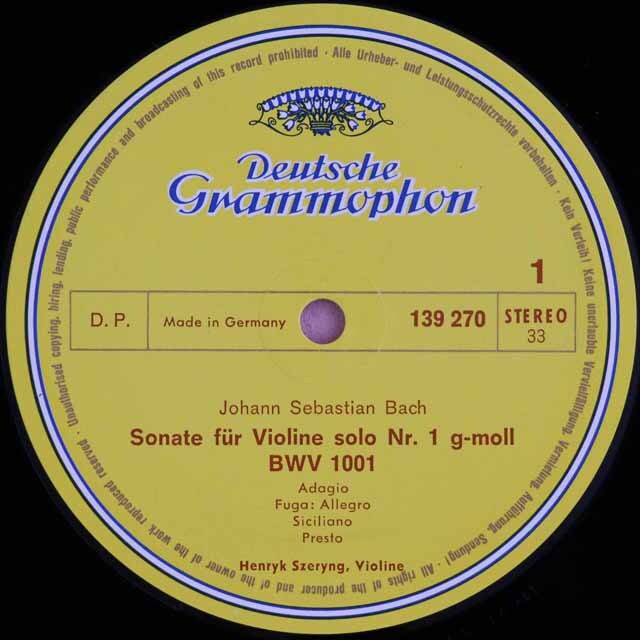 Deutsche
Grammophon
1
D. P.
Made in Germany
139 270
STEREO
33
Johann Sebastian Bach
Sonate für Violine solo Nr. 1 g-moll
BWV 1001
Adagio
Fuga: Allegro
Siciliano
Presto
Henryk Szeryng, Violine
Alle Urheber- und Leistungsschutzrechte vorbehalten · Kein Verleih! Keine unerlaubte Vervielfältigung, Vermietung, Aufführung, Sendung! · All rights of the producer and of the owner of the work reproduced reserved · Unauthorised copying, hiring, lending, public performance and broadcasting of this record prohibited ·